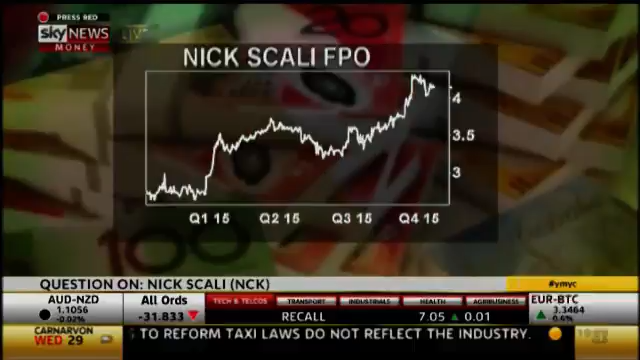 PRESS RED
sky NEWS LIVE
MONEY
NICK SCALI FPO
4
3.5
3
Q1 15 Q2 15 Q3 15 Q4 15
QUESTION ON: NICK SCALI (NCK) #ymyc
AUD-NZD All Ords TECH & TELCOS TRANSPORT INDUSTRIALS HEALTH AGRIBUSINESS EUR-BTC
1.1056 -31.833 RECALL 7.05 0.01 3.3464
-0.02% 0.6%
CARNARVON
WED 29 TO REFORM TAXI LAWS DO NOT REFLECT THE INDUSTRY.